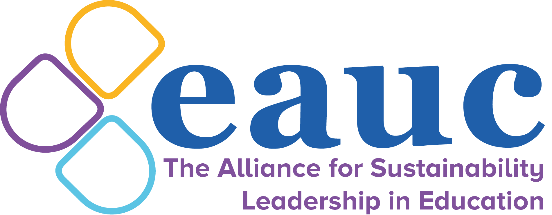 eauc
The Alliance for Sustainability
Leadership in Education